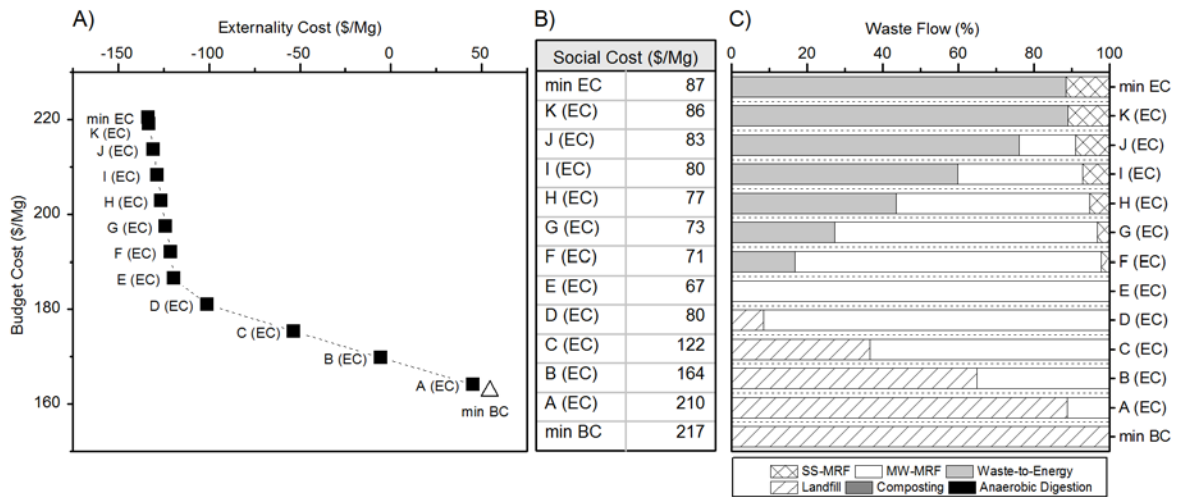 A)
Externality Cost ($/Mg)
-150 -100 -50 0 50
Budget Cost ($/Mg)
220
200
180
160
min EC
K (EC)
J (EC)
I (EC)
H (EC)
G (EC)
F (EC)
E (EC)
D (EC)
C (EC)
B (EC)
A (EC)
min BC
B)
Social Cost ($/Mg)
min EC 87
K (EC) 86
J (EC) 83
I (EC) 80
H (EC) 77
G (EC) 73
F (EC) 71
E (EC) 67
D (EC) 80
C (EC) 122
B (EC) 164
A (EC) 210
min BC 217
C)
Waste Flow (%)
0 20 40 60 80 100
min EC
K (EC)
J (EC)
I (EC)
H (EC)
G (EC)
F (EC)
E (EC)
D (EC)
C (EC)
B (EC)
A (EC)
min BC
SS-MRF MW-MRF Waste-to-Energy
Landfill Composting Anaerobic Digestion